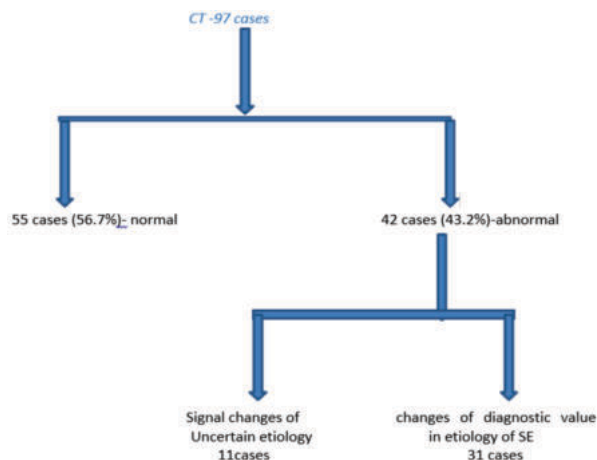 CT -97 cases
55 cases (56.7%)- normal
42 cases (43.2%)-abnormal
Signal changes of
Uncertain etiology
11cases
changes of diagnostic value
in etiology of SE
31 cases